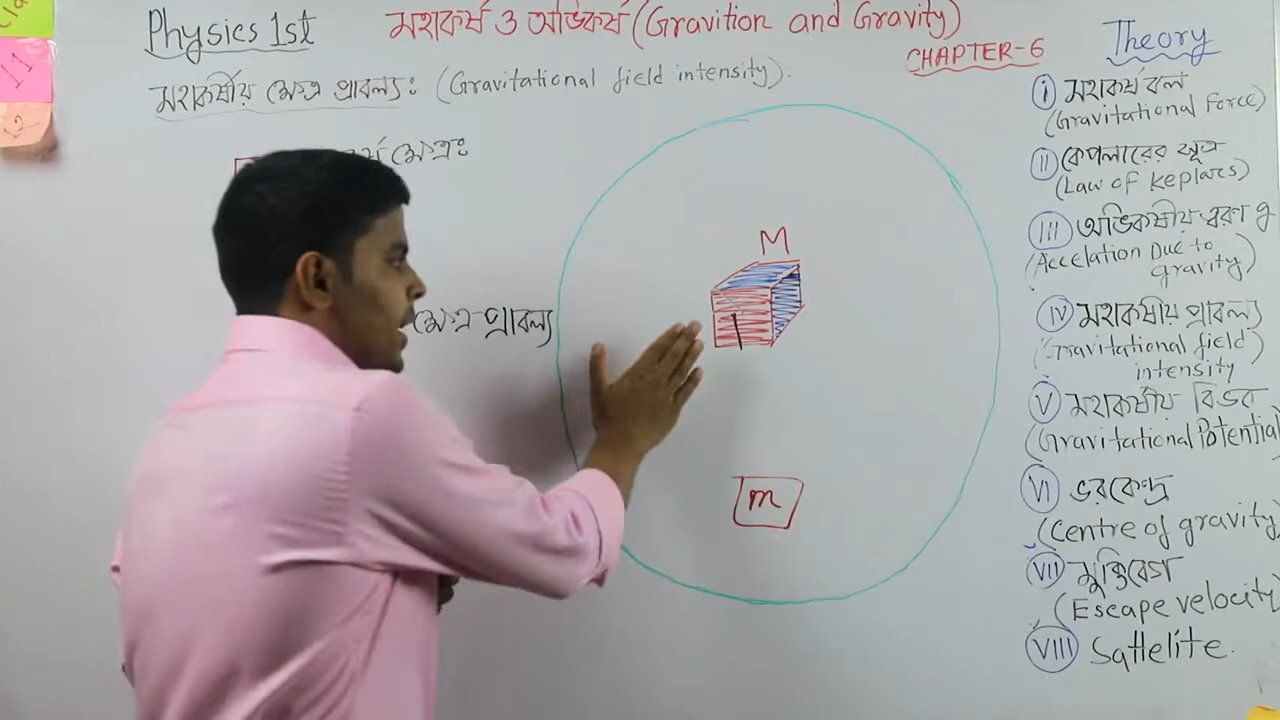 Physics 1st
মহাকর্ষ ও অভিকর্ষ (Gravition and Gravity)
CHAPTER-6
মহাকর্ষীয় ক্ষেত্র প্রাবল্যঃ (Gravitational field intensity).
ক্ষেত্রঃ
ক্ষেত্র প্রাবল্য
M
m
Theory
i মহাকর্ষ বল
(Gravitational Force)
II কেপলারের সূত্র
(Law of Keplars)
III অভিকর্ষীয় ত্বরণ g
(Accelation Due to
gravity)
IV মহাকর্ষীয় প্রাবল্য
(Gravitational field)
intensity
V মহাকর্ষীয় বিভব
(Gravitational Potential)
VI ভরকেন্দ্র
(Centre of gravity)
VII মুক্তিবেগ
(Escape velocity)
VIII Sattelite.
11